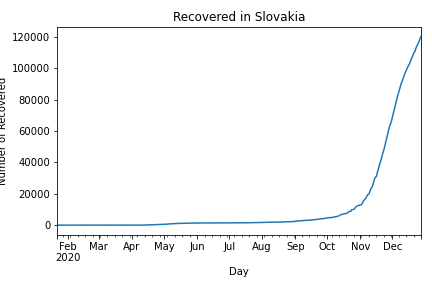 Recovered in Slovakia
120000
100000
80000
60000
40000
20000
0
Number of Recovered
Feb Mar Apr May Jun Jul Aug Sep Oct Nov Dec
2020
Day